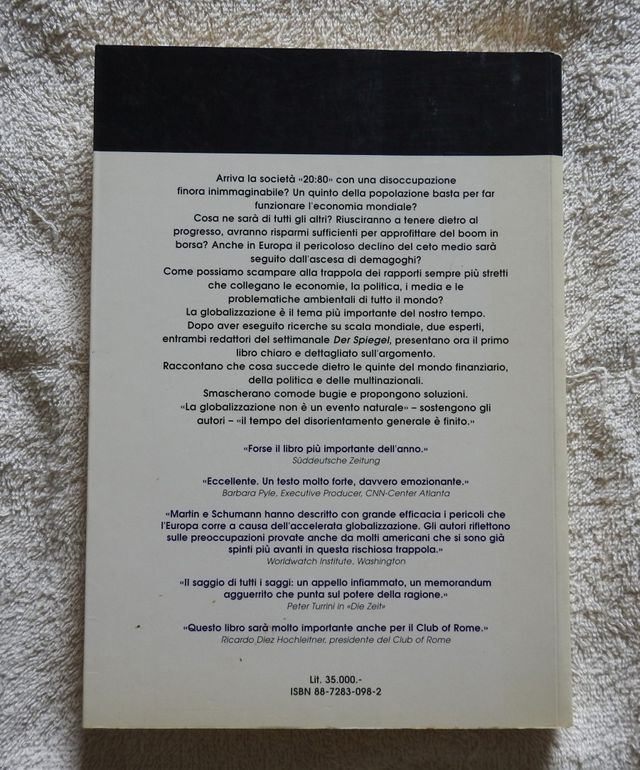 Arriva la società «20:80» con una disoccupazione
finora inimmaginabile? Un quinto della popolazione basta per far
funzionare l'economia mondiale?
Cosa ne sarà di tutti gli altri? Riusciranno a tenere dietro al
progresso, avranno risparmi sufficienti per approfittare del boom in
borsa? Anche in Europa il pericoloso declino del ceto medio sarà
seguito dall'ascesa di demagoghi?
Come possiamo scampare alla trappola dei rapporti sempre più stretti
che collegano le economie, la politica, i media e le
problematiche ambientali di tutto il mondo?
La globalizzazione è il tema più importante del nostro tempo.
Dopo aver eseguito ricerche su scala mondiale, due esperti,
entrambi redattori del settimanale Der Spiegel, presentano ora il primo
libro chiaro e dettagliato sull'argomento.
Raccontano che cosa succede dietro le quinte del mondo finanziario,
della politica e delle multinazionali.
Smascherano comode bugie e propongono soluzioni.
«La globalizzazione non è un evento naturale» – sostengono gli
autori – «il tempo del disorientamento generale è finito.»
«Forse il libro più importante dell'anno.»
Süddeutsche Zeitung
«Eccellente. Un testo molto forte, davvero emozionante.»
Barbara Pyle, Executive Producer, CNN-Center Atlanta
«Martin e Schumann hanno descritto con grande efficacia i pericoli che
l'Europa corre a causa dell'accelerata globalizzazione. Gli autori riflettono
sulle preoccupazioni provate anche da molti americani che si sono già
spinti più avanti in questa rischiosa trappola.»
Worldwatch Institute, Washington
«Il saggio di tutti i saggi: un appello infiammato, un memorandum
agguerrito che punta sul potere della ragione.»
Peter Turrini in «Die Zeit»
«Questo libro sarà molto importante anche per il Club of Rome.»
Ricardo Diez Hochleitner, presidente del Club of Rome
Lit. 35.000.-
ISBN 88-7283-098-2